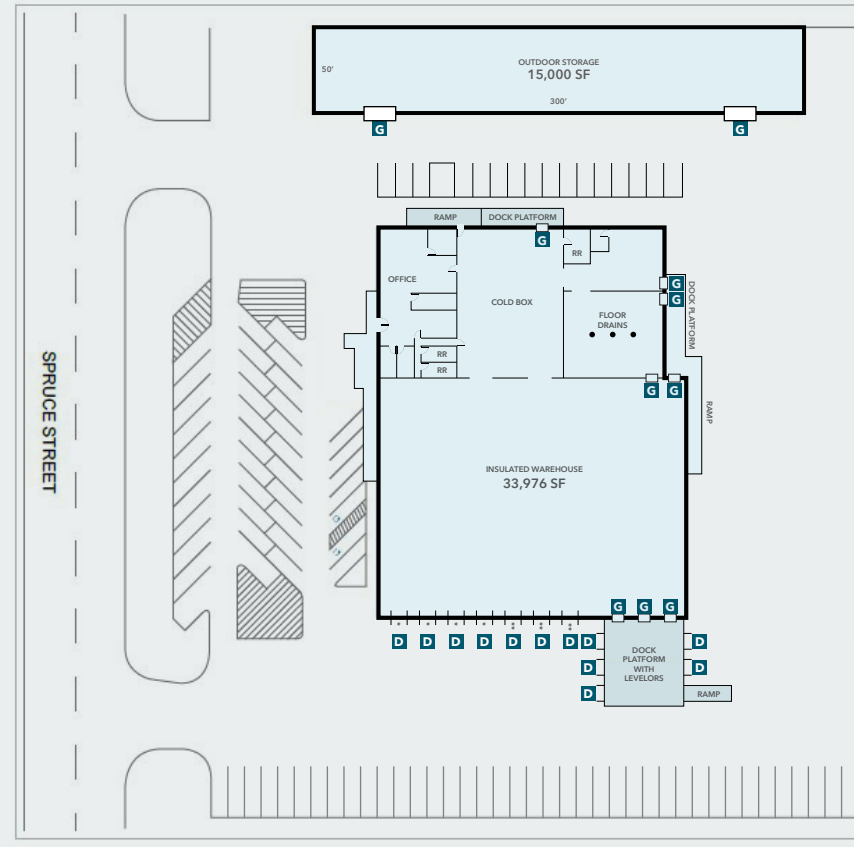 OUTDOOR STORAGE
15,000 SF
50'
300'
G
G
RAMP
DOCK PLATFORM
G
RR
OFFICE
COLD BOX
G
G
DOCK PLATFORM
FLOOR
DRAINS
RR
RR
G
G
RAMP
SPRUCE STREET
INSULATED WAREHOUSE
33,976 SF
G
G
G
D
D
D
D
D
D
D
D
D
DOCK
PLATFORM
WITH
LEVELORS
D
D
D
RAMP